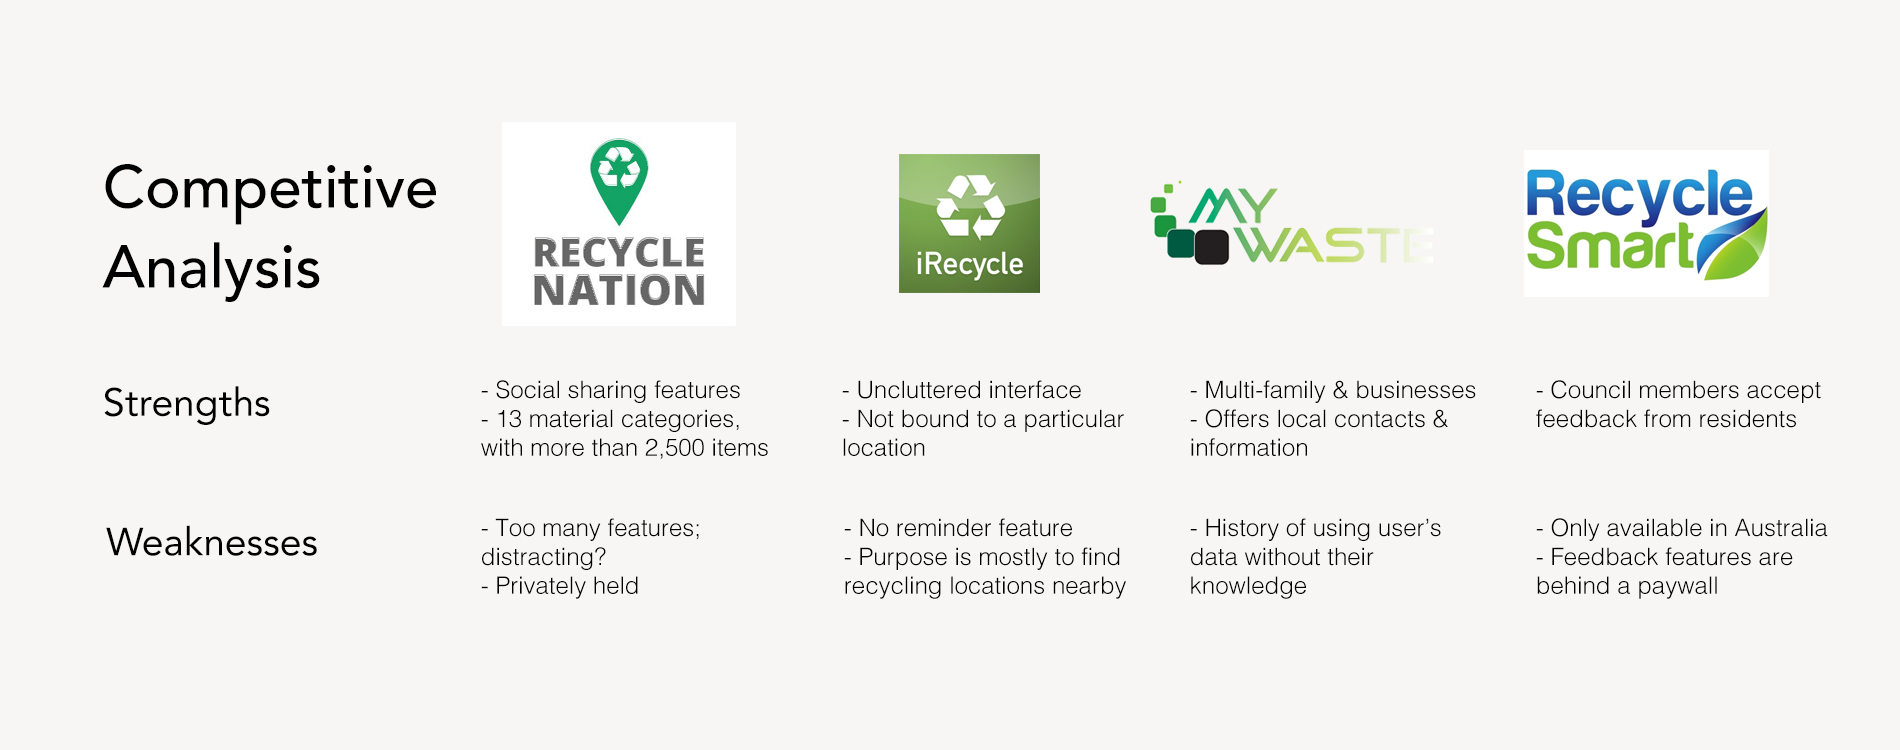 Competitive
Analysis
RECYCLE
NATION
iRecycle
MY
WASTE
Recycle
Smart
Strengths
- Social sharing features
- 13 material categories,
with more than 2,500 items
- Uncluttered interface
- Not bound to a particular
location
- Multi-family & businesses
- Offers local contacts &
information
- Council members accept
feedback from residents
Weaknesses
- Too many features;
distracting?
- Privately held
- No reminder feature
- Purpose is mostly to find
recycling locations nearby
- History of using user’s
data without their
knowledge
- Only available in Australia
- Feedback features are
behind a paywall